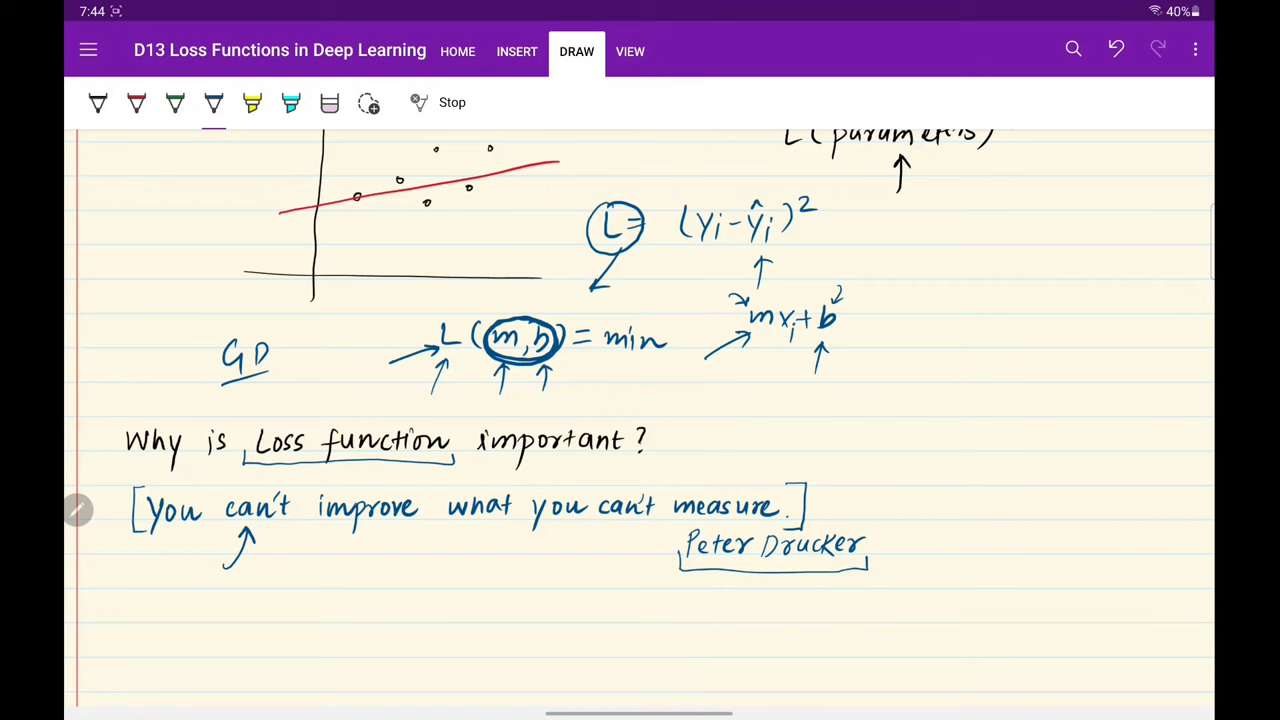 7:44 40%
D13 Loss Functions in Deep Learning HOME INSERT DRAW VIEW
Stop
L(parameters)
L = (yi - ŷi)²
mxi + b
L(m,b) = min
GD
Why is Loss function important?
[You can't improve what you can't measure.]
Peter Drucker